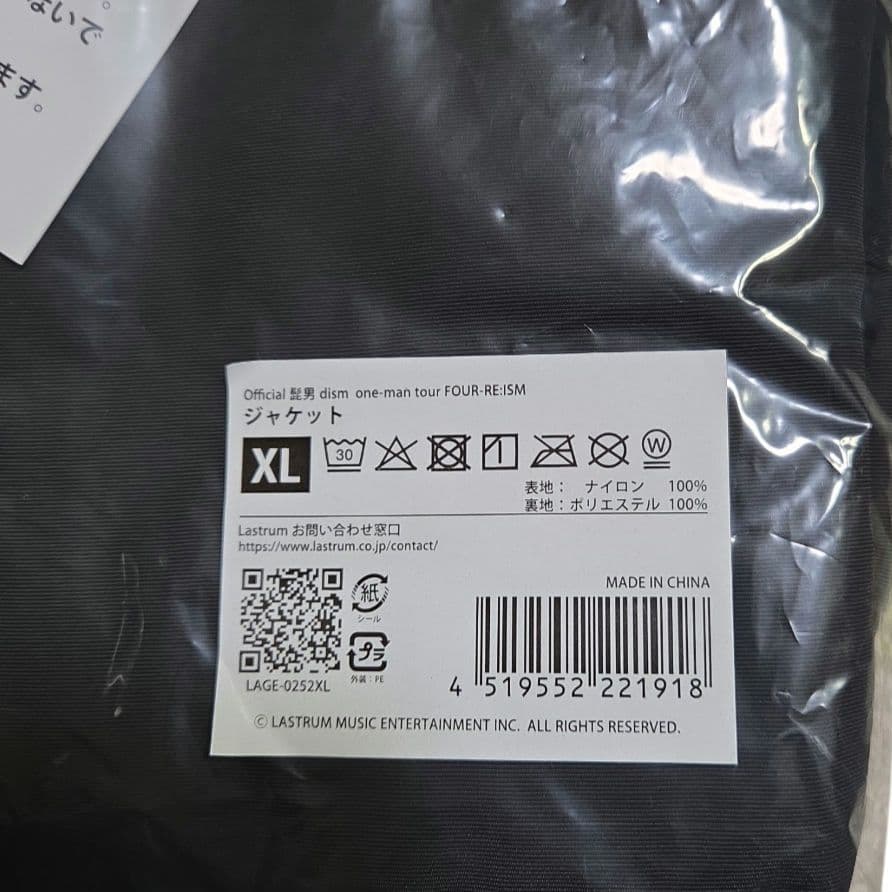 ないで
ます。
Official 髭男 dism one-man tour FOUR-RE:ISM
ジャケット
XL
30
W
表地： ナイロン 100%
裏地：ポリエステル 100%
Lastrum お問い合わせ窓口
https://www.lastrum.co.jp/contact/
紙
シール
プラ
外装：PE
MADE IN CHINA
LAGE-0252XL
4 519552 221918
© LASTRUM MUSIC ENTERTAINMENT INC. ALL RIGHTS RESERVED.